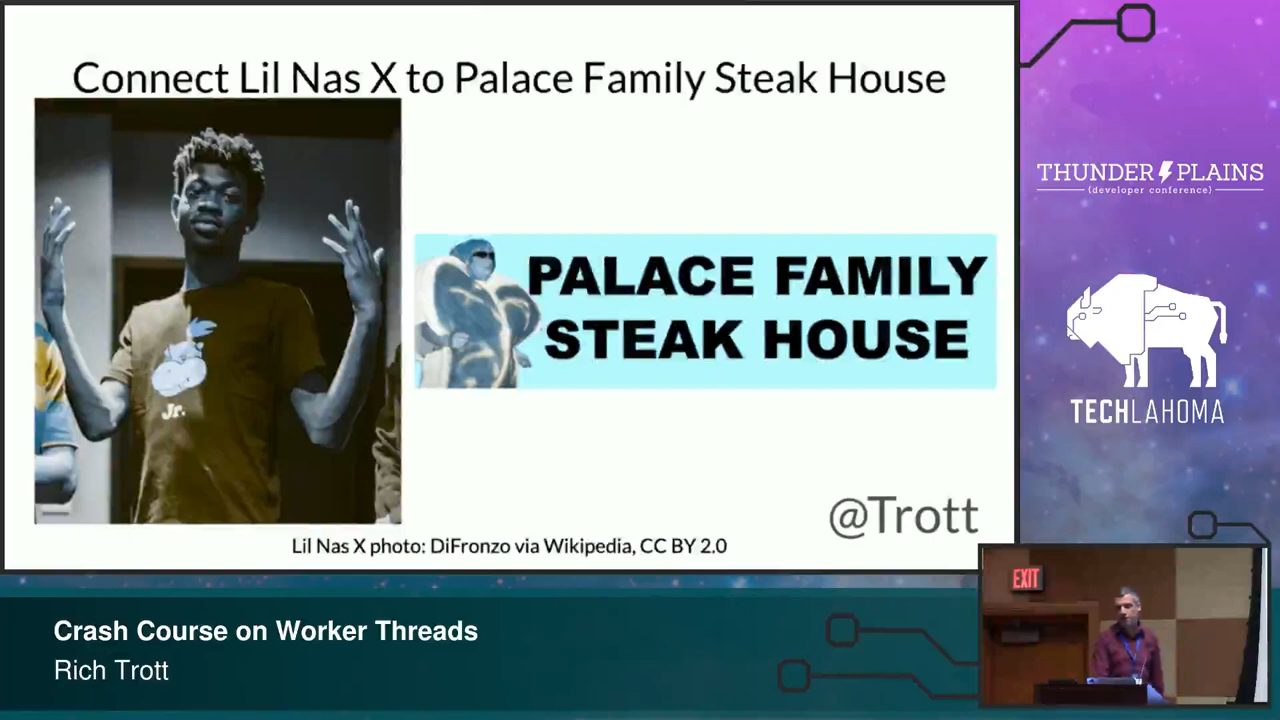 Connect Lil Nas X to Palace Family Steak House
Jr.
PALACE FAMILY
STEAK HOUSE
@Trott
Lil Nas X photo: DiFronzo via Wikipedia, CC BY 2.0
THUNDER PLAINS
{developer conference}
TECHLAHOMA
EXIT
Crash Course on Worker Threads
Rich Trott